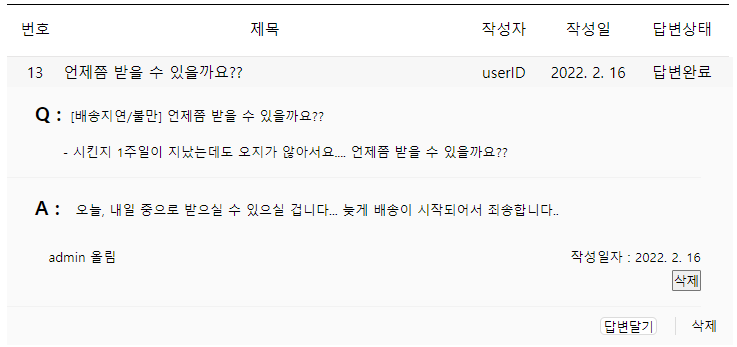 번호 제목 작성자 작성일 답변상태
13 언제쯤 받을 수 있을까요?? userID 2022. 2. 16 답변완료
Q : [배송지연/불만] 언제쯤 받을 수 있을까요??
- 시킨지 1주일이 지났는데도 오지가 않아서요.... 언제쯤 받을 수 있을까요??
A : 오늘, 내일 중으로 받으실 수 있으실 겁니다... 늦게 배송이 시작되어서 죄송합니다..
admin 올림 작성일자 : 2022. 2. 16
삭제
답변달기 삭제